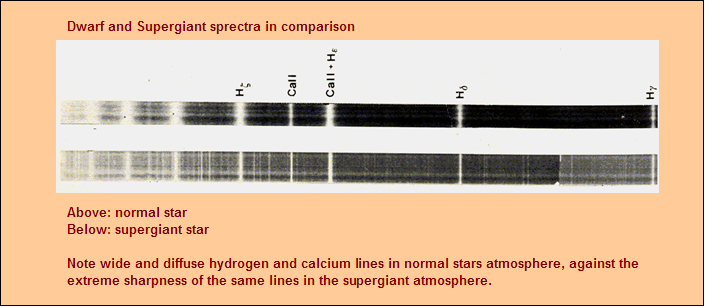 Dwarf and Supergiant sprectra in comparison
Hζ CaII CaII + Hε Hδ Hγ
Above: normal star
Below: supergiant star
Note wide and diffuse hydrogen and calcium lines in normal stars atmosphere, against the
extreme sharpness of the same lines in the supergiant atmosphere.